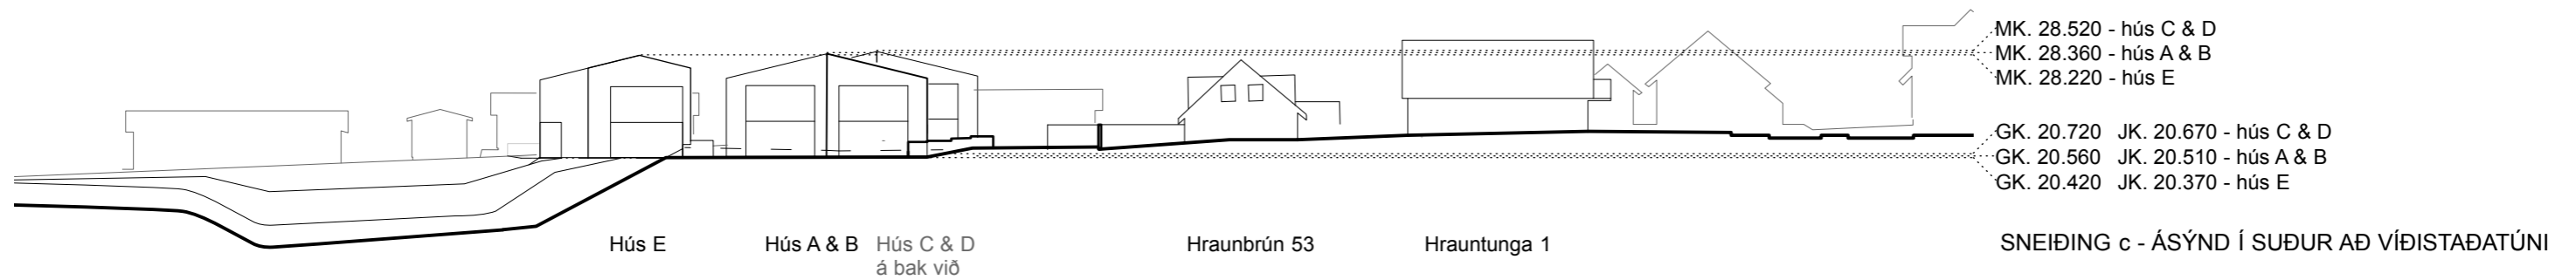 MK. 28.520 - hús C & D
MK. 28.360 - hús A & B
MK. 28.220 - hús E
GK. 20.720 JK. 20.670 - hús C & D
GK. 20.560 JK. 20.510 - hús A & B
GK. 20.420 JK. 20.370 - hús E
Hús E
Hús A & B
Hús C & D
á bak við
Hraunbrún 53
Hrauntunga 1
SNEIÐING c - ÁSÝND Í SUÐUR AÐ VÍÐISTAÐATÚNI